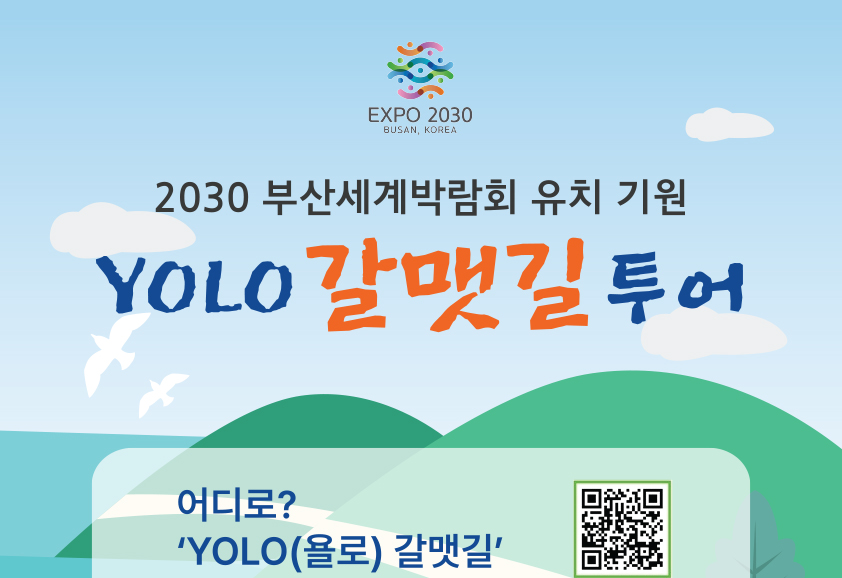 EXPO 2030
BUSAN, KOREA
2030 부산세계박람회 유치 기원
YOLO 갈맷길 투어
어디로?
‘YOLO(욜로) 갈맷길’